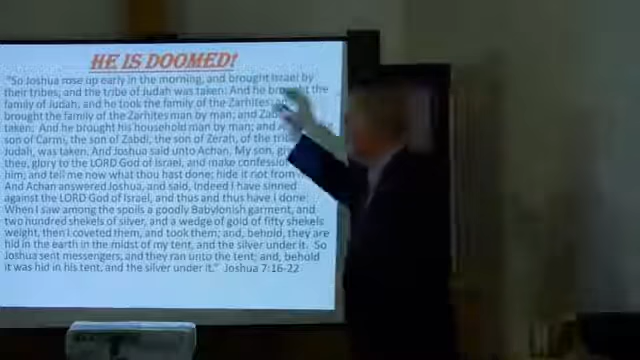 HE IS DOOMED!
"So Joshua rose up early in the morning, and brought Israel by
their tribes; and the tribe of Judah was taken: And he brought the
family of Judah; and he took the family of the Zarhites
brought the family of the Zarhites man by man; and
taken: And he brought his household man by man; and
son of Carmi, the son of Zabdi, the son of Zerah, of the
Judah, was taken. And Joshua said unto Achan, My son,
thee, glory to the LORD God of Israel, and make
him; and tell me now what thou hast done; hide it not from
And Achan answered Joshua, and said, Indeed I have sinned
against the LORD God of Israel, and thus and thus have I done:
When I saw among the spoils a goodly Babylonish garment, and
two hundred shekels of silver, and a wedge of gold of fifty shekels
weight, then I coveted them, and took them; and, behold, they are
hid in the earth in the midst of my tent, and the silver under it. So
Joshua sent messengers, and they ran unto the tent; and, behold
it was hid in his tent, and the silver under it." Joshua 7:16-22